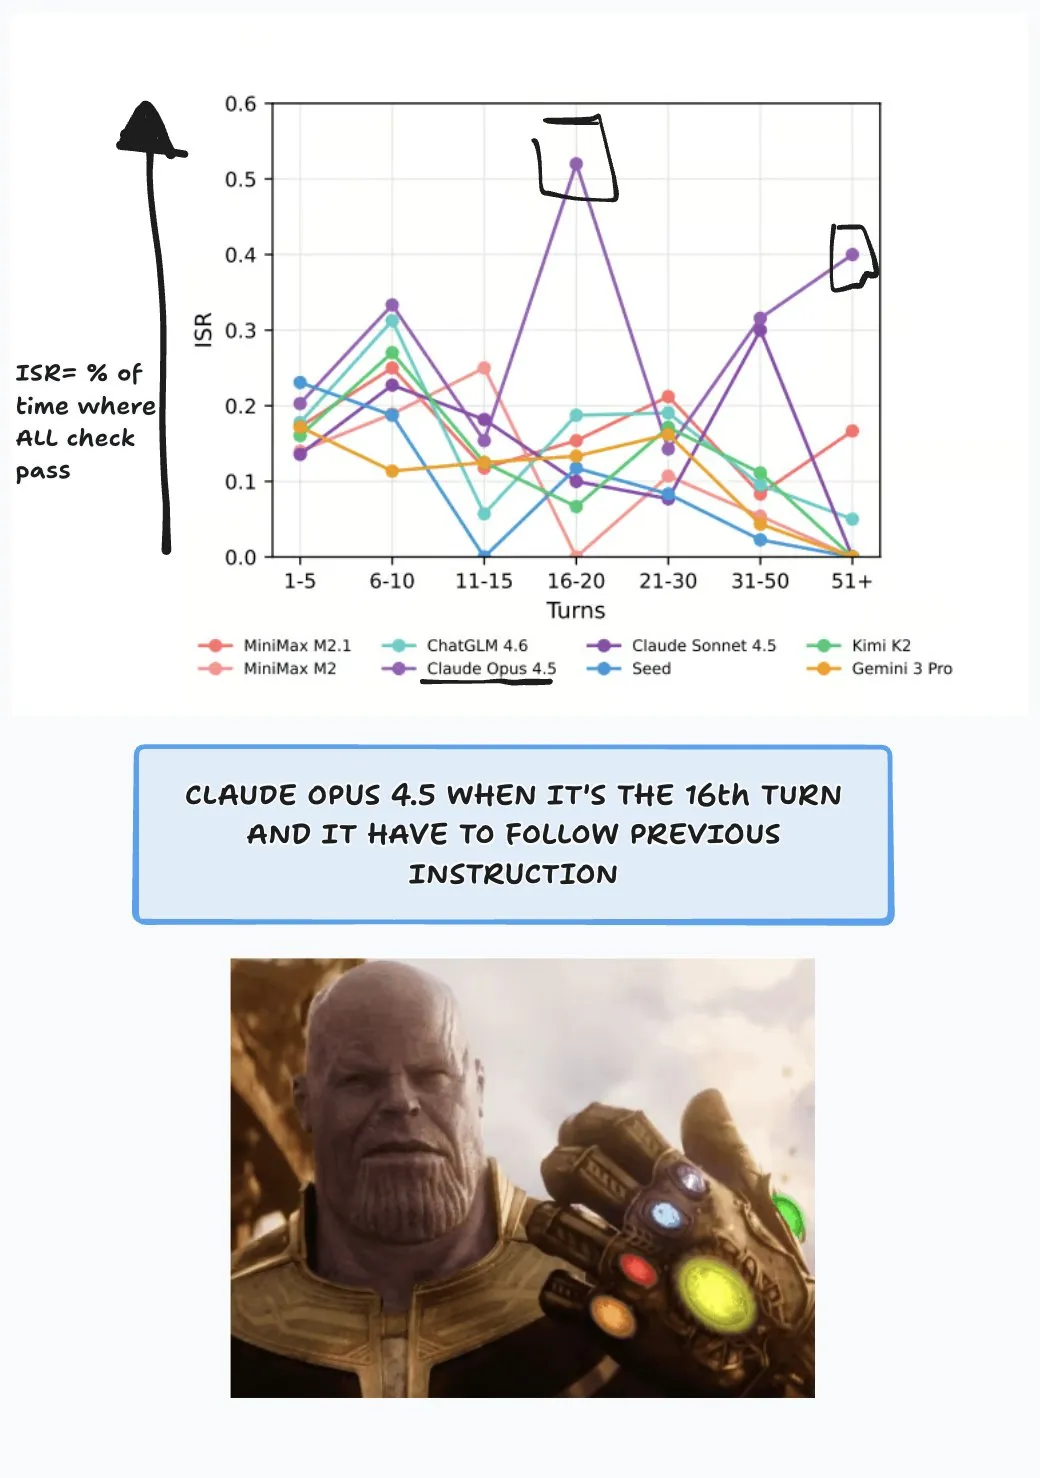 0.6
0.5
0.4
0.3
0.2
0.1
0.0
ISR
ISR= % of
time where
ALL check
pass
1-5 6-10 11-15 16-20 21-30 31-50 51+
Turns
MiniMax M2.1 ChatGLM 4.6 Claude Sonnet 4.5 Kimi K2
MiniMax M2 Claude Opus 4.5 Seed Gemini 3 Pro
CLAUDE OPUS 4.5 WHEN IT'S THE 16th TURN
AND IT HAVE TO FOLLOW PREVIOUS
INSTRUCTION